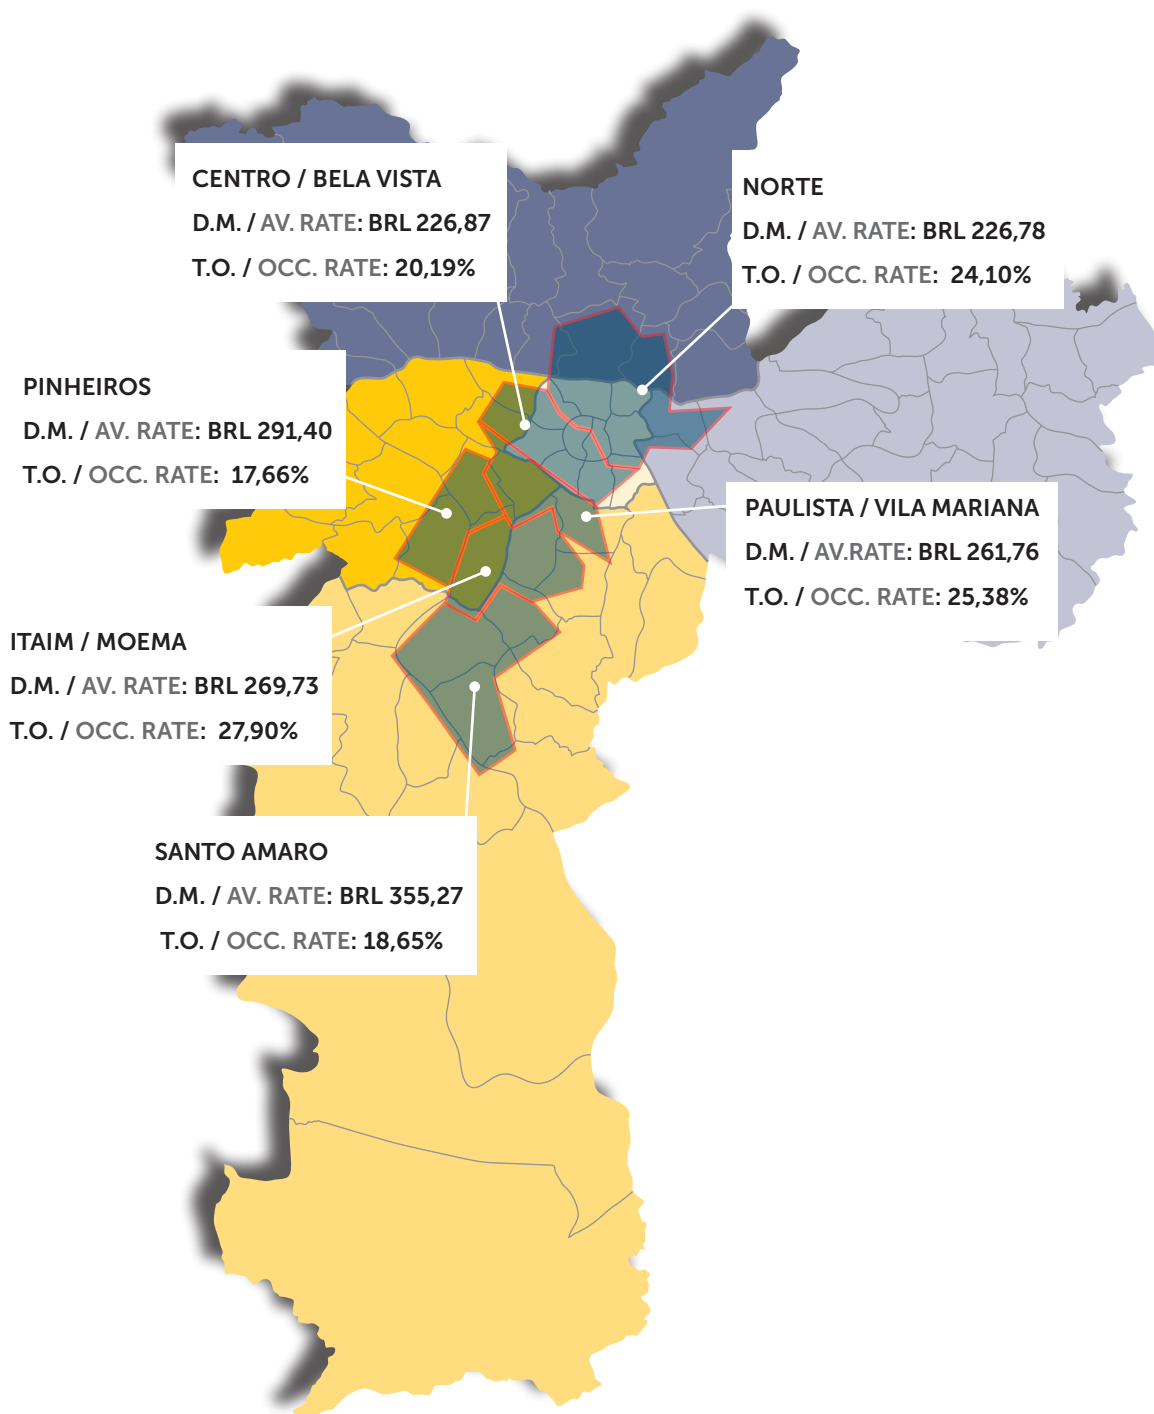 CENTRO / BELA VISTA
D.M. / AV. RATE: BRL 226,87
T.O. / OCC. RATE: 20,19%
NORTE
D.M. / AV. RATE: BRL 226,78
T.O. / OCC. RATE: 24,10%
PINHEIROS
D.M. / AV. RATE: BRL 291,40
T.O. / OCC. RATE: 17,66%
PAULISTA / VILA MARIANA
D.M. / AV.RATE: BRL 261,76
T.O. / OCC. RATE: 25,38%
ITAIM / MOEMA
D.M. / AV. RATE: BRL 269,73
T.O. / OCC. RATE: 27,90%
SANTO AMARO
D.M. / AV. RATE: BRL 355,27
T.O. / OCC. RATE: 18,65%